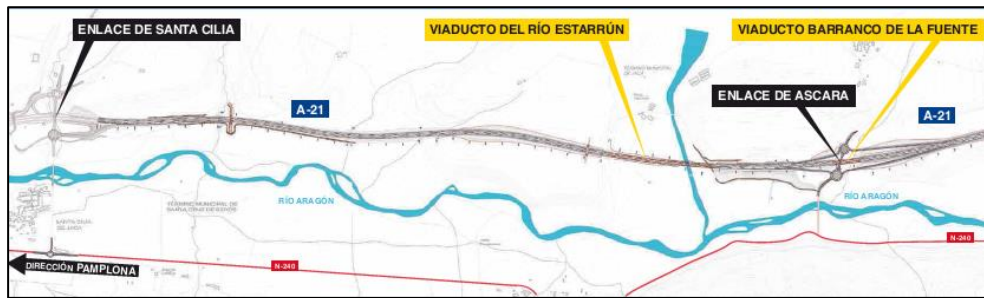 ENLACE DE SANTA CILIA
VIADUCTO DEL RÍO ESTARRÚN
VIADUCTO BARRANCO DE LA FUENTE
A-21
ENLACE DE ASCARA
A-21
RÍO ARAGÓN
RÍO ARAGÓN
N-240
N-240
DIRECCIÓN PAMPLONA